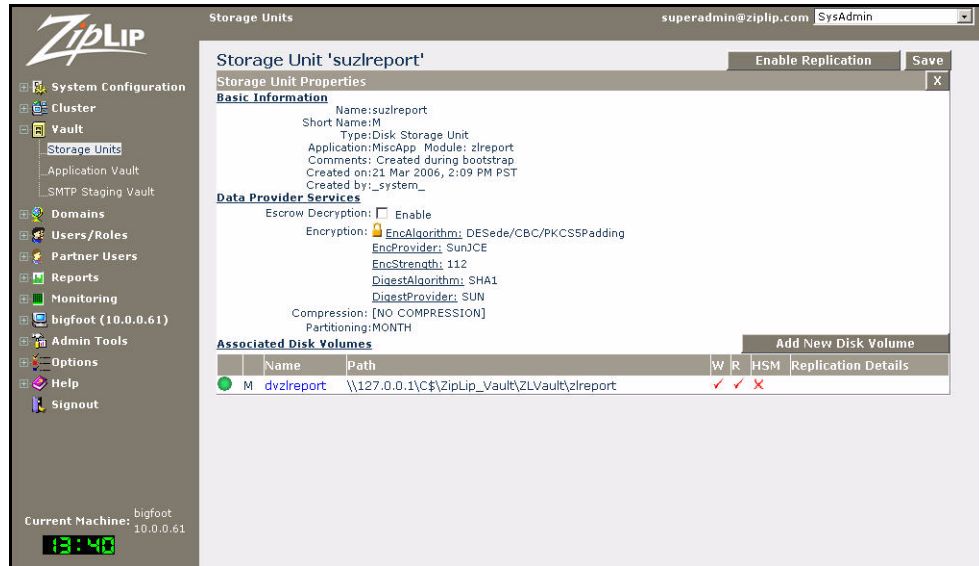 ZipLip
Storage Units
superadmin@ziplip.com SysAdmin
System Configuration
Cluster
Vault
Storage Units
Application Vault
SMTP Staging Vault
Domains
Users/Roles
Partner Users
Reports
Monitoring
bigfoot (10.0.0.61)
Admin Tools
Options
Help
Signout
Current Machine: bigfoot
10.0.0.61
13:40
Storage Unit 'suzlreport'
Enable Replication Save
Storage Unit Properties X
Basic Information
Name:suzlreport
Short Name:M
Type:Disk Storage Unit
Application:MiscApp Module: zlreport
Comments: Created during bootstrap
Created on:21 Mar 2006, 2:09 PM PST
Created by:_system_
Data Provider Services
Escrow Decryption: Enable
Encryption: EncAlgorithm: DESede/CBC/PKCS5Padding
EncProvider: SunJCE
EncStrength: 112
DigestAlgorithm: SHA1
DigestProvider: SUN
Compression: [NO COMPRESSION]
Partitioning:MONTH
Associated Disk Volumes Add New Disk Volume
Name Path W R HSM Replication Details
M dvzlreport \\127.0.0.1\C$\ZipLip_Vault\ZLVault\zlreport